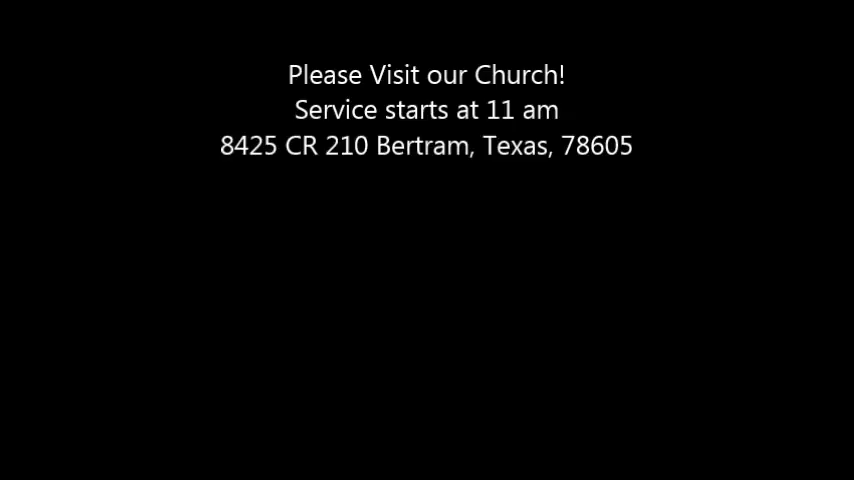 Please Visit our Church!
Service starts at 11 am
8425 CR 210 Bertram, Texas, 78605